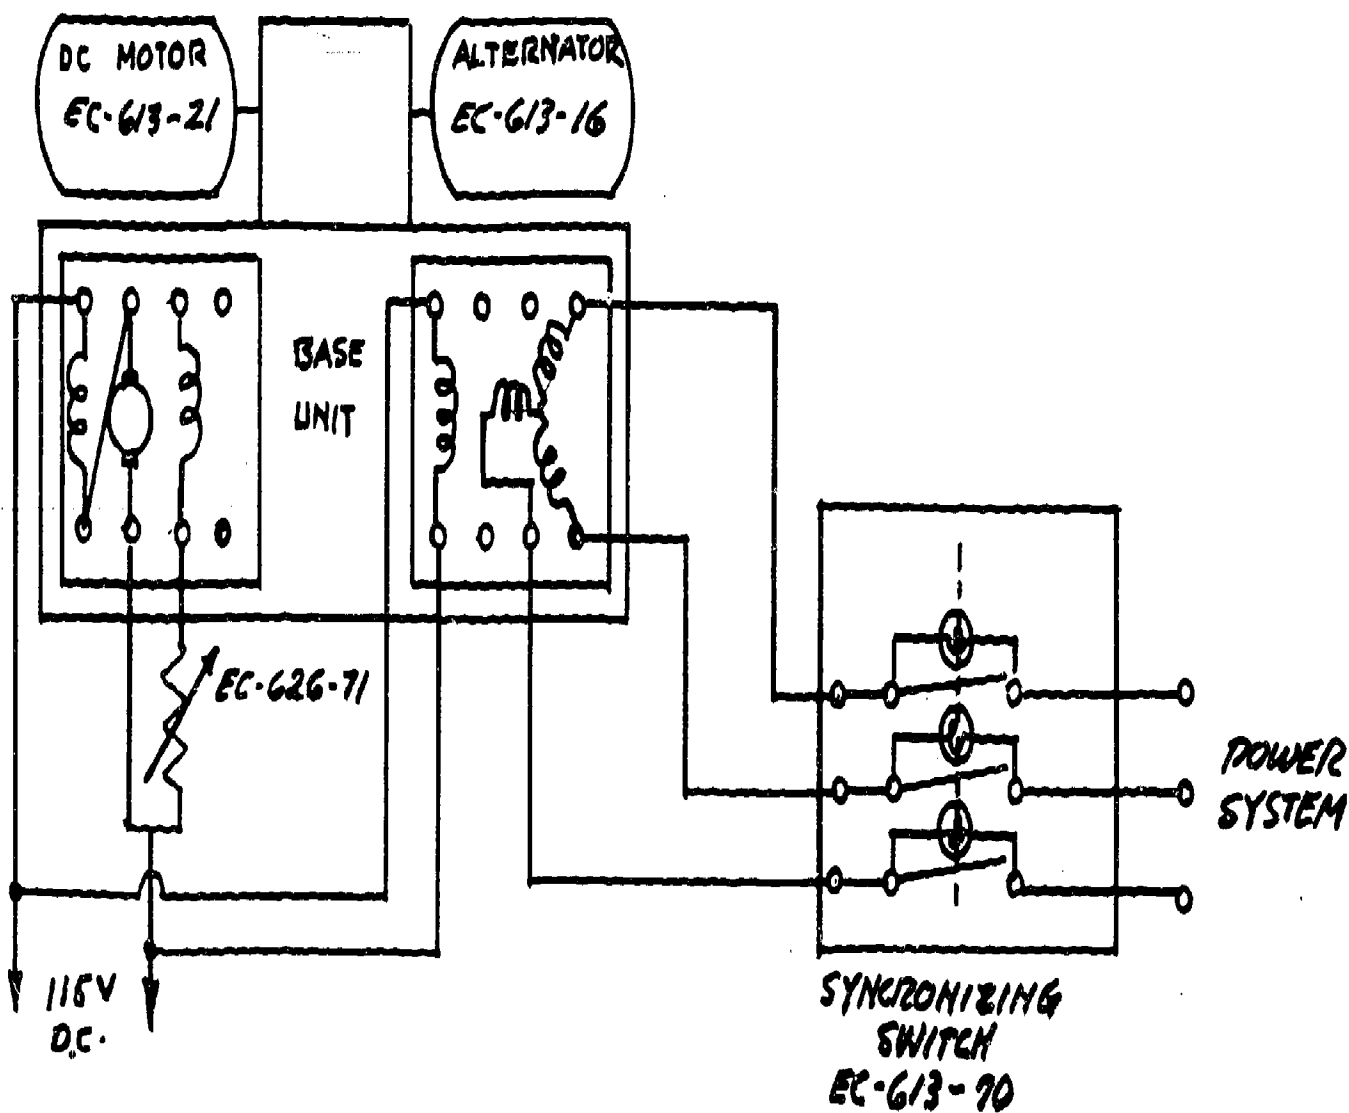 DC MOTOR
EC-613-21
ALTERNATOR
EC-613-16
BASE
UNIT
EC-626-71
POWER
SYSTEM
115V
D.C.
SYNCRONIZING
SWITCH
EC-613-70